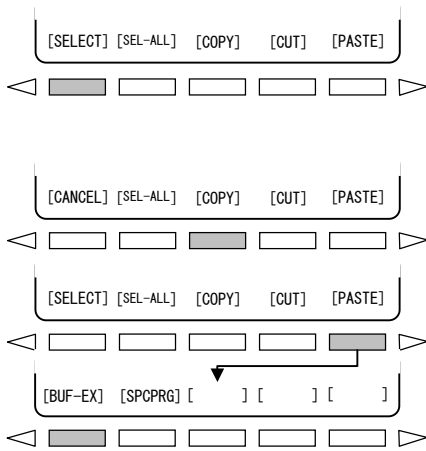 [SELECT] [SEL-ALL] [COPY] [CUT] [PASTE]
[CANCEL] [SEL-ALL] [COPY] [CUT] [PASTE]
[SELECT] [SEL-ALL] [COPY] [CUT] [PASTE]
[BUF-EX] [SPCPRG] [ ] [ ] [ ]